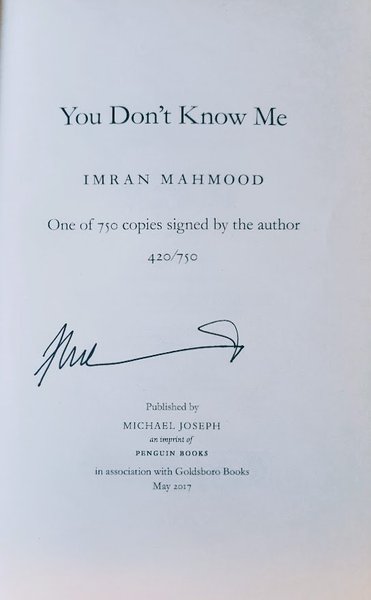 You Don't Know Me
IMRAN MAHMOOD
One of 750 copies signed by the author
420/750
Published by
MICHAEL JOSEPH
an imprint of
PENGUIN BOOKS
in association with Goldsboro Books
May 2017